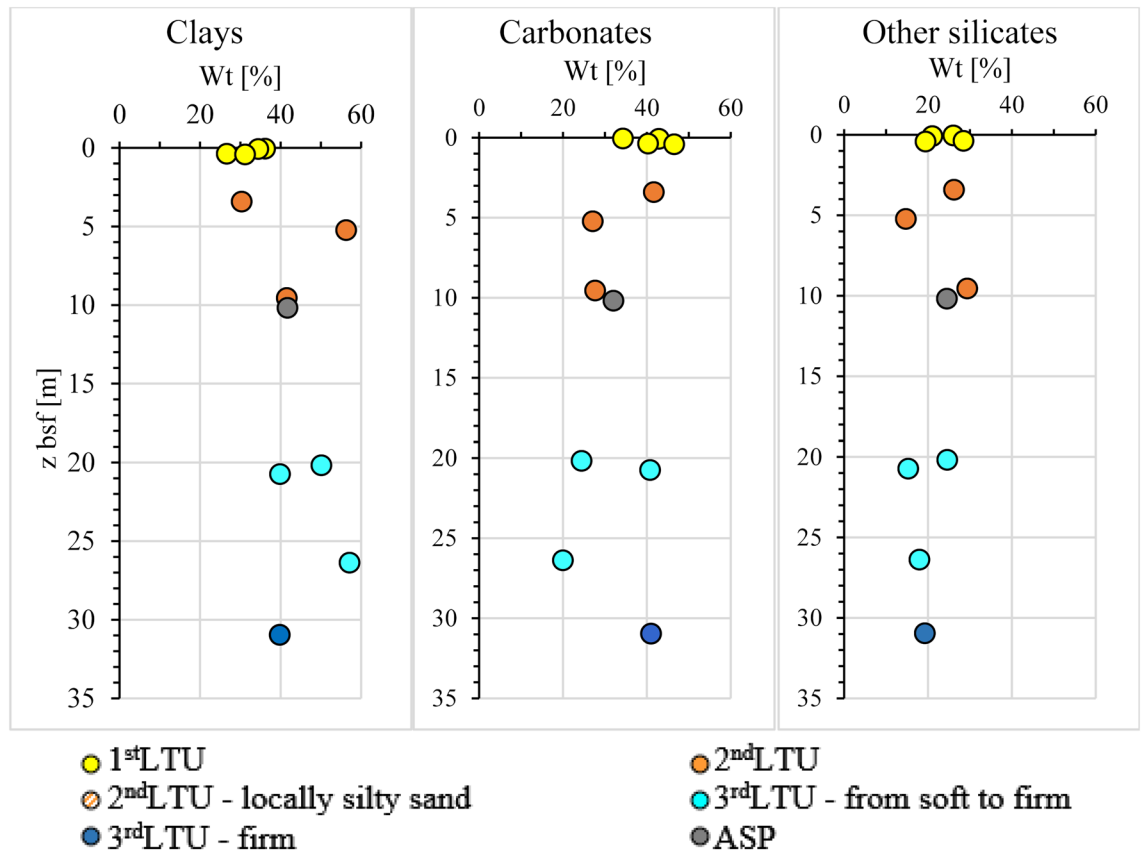 Clays
Wt [%]
0 20 40 60
0
5
10
15
20
25
30
35
z bsf [m]
Carbonates
Wt [%]
0 20 40 60
0
5
10
15
20
25
30
35
Other silicates
Wt [%]
0 20 40 60
0
5
10
15
20
25
30
35
1stLTU
2ndLTU
2ndLTU - locally silty sand
3rdLTU - from soft to firm
3rdLTU - firm
ASP